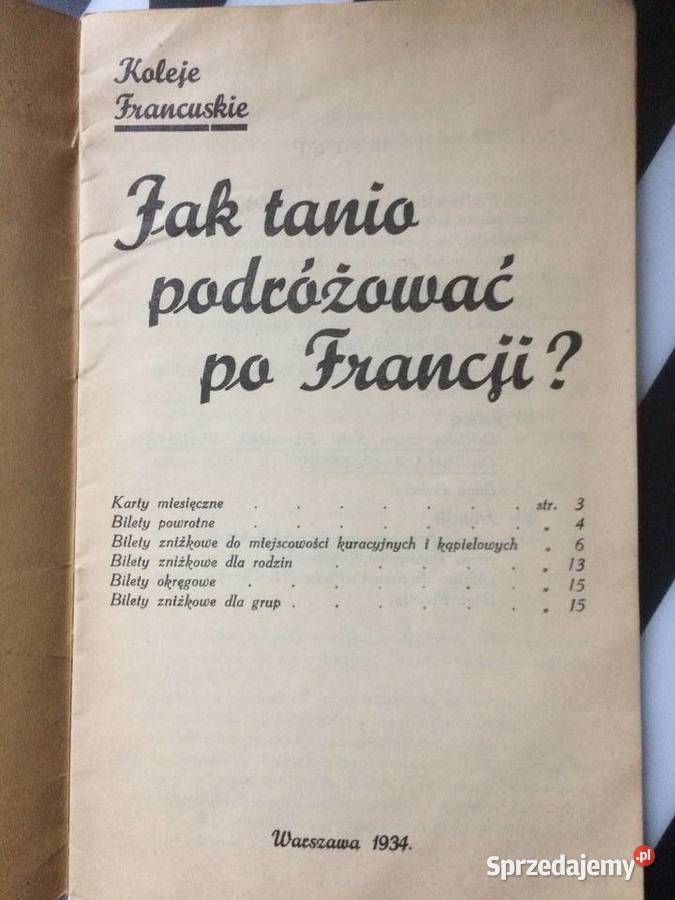 Koleje
Francuskie
Jak tanio
podróżować
po Francji?
Karty miesięczne . . . . . . . str. 3
Bilety powrotne . . . . . . . „ 4
Bilety zniżkowe do miejscowości kuracyjnych i kąpielowych „ 6
Bilety zniżkowe dla rodzin . . . . . „ 13
Bilety okręgowe . . . . . . . „ 15
Bilety zniżkowe dla grup . . . . . . „ 15
Warszawa 1934.
Sprzedajemy.pl